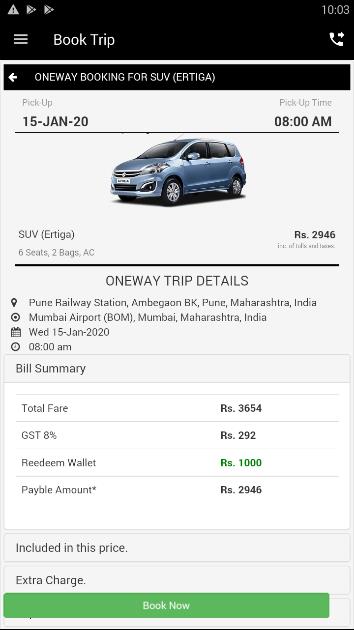 10:03
Book Trip
ONEWAY BOOKING FOR SUV (ERTIGA)
Pick-Up Pick-Up Time
15-JAN-20 08:00 AM
SUV (Ertiga) Rs. 2946
6 Seats, 2 Bags, AC inc. of tolls and taxes.
ONEWAY TRIP DETAILS
Pune Railway Station, Ambegaon BK, Pune, Maharashtra, India
Mumbai Airport (BOM), Mumbai, Maharashtra, India
Wed 15-Jan-2020
08:00 am
Bill Summary
Total Fare Rs. 3654
GST 8% Rs. 292
Reedeem Wallet Rs. 1000
Payble Amount* Rs. 2946
Included in this price.
Extra Charge.
Book Now